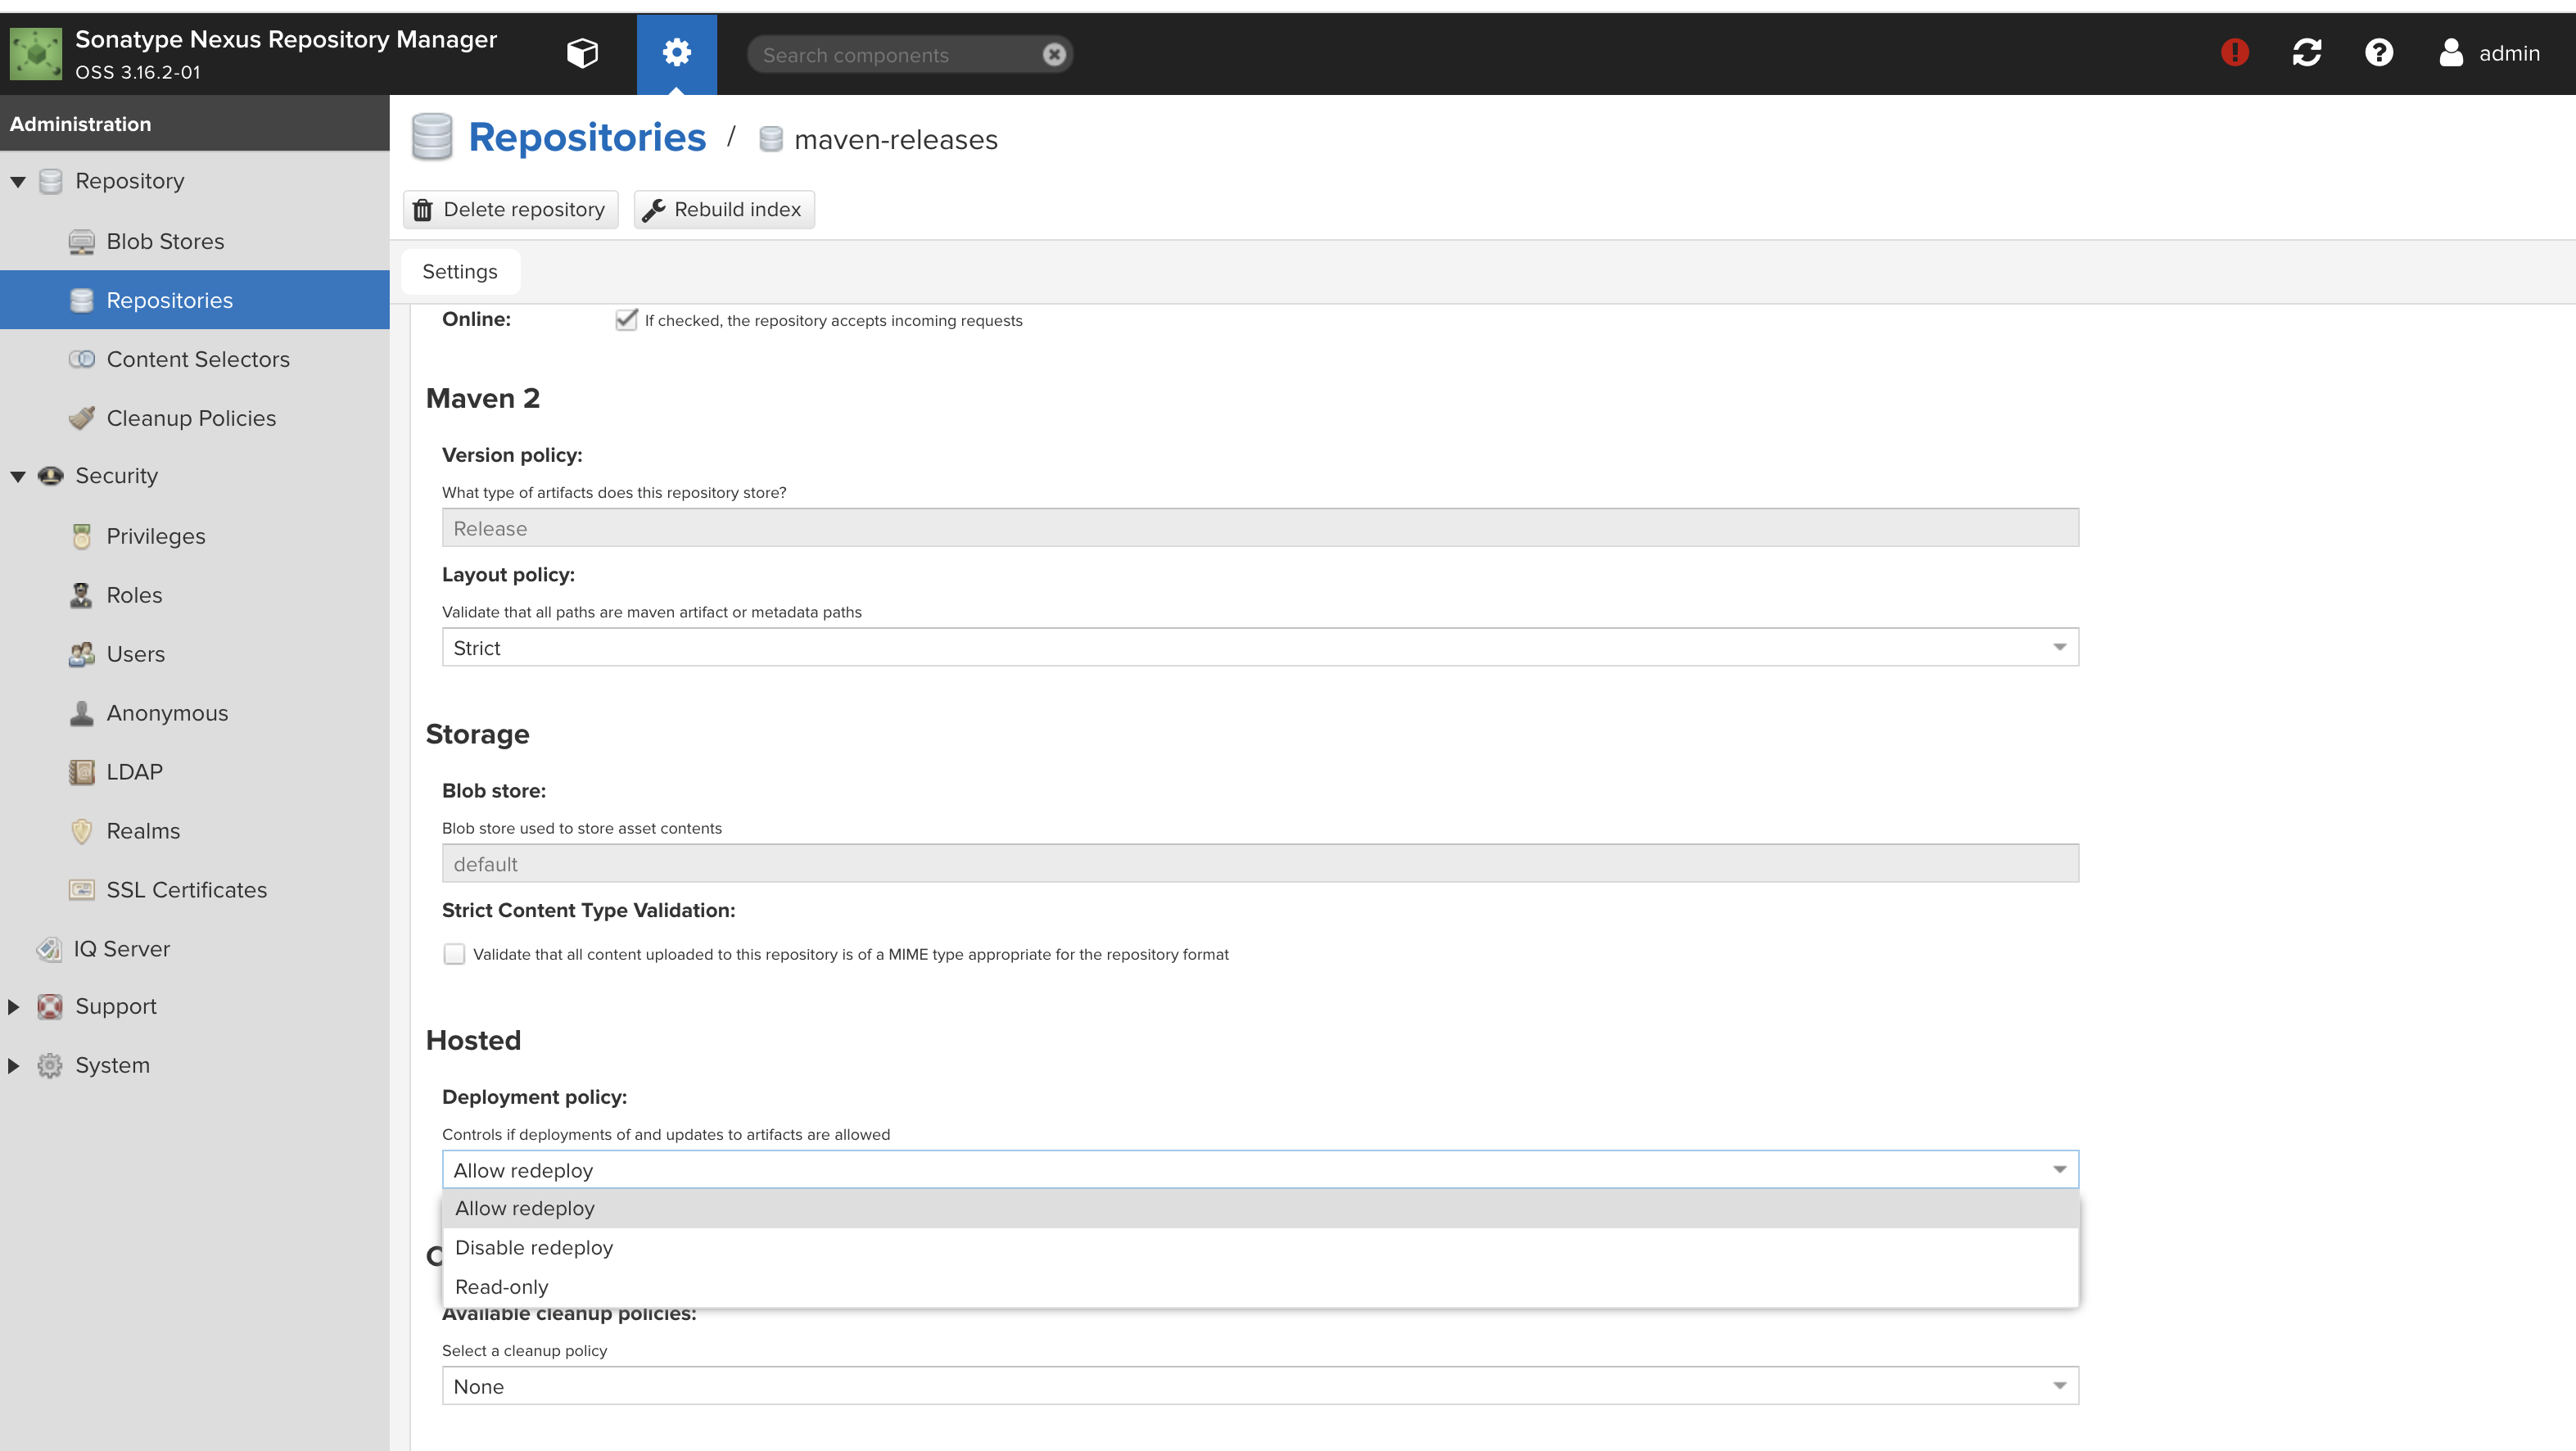 Sonatype Nexus Repository Manager
OSS 3.16.2-01
Search components
admin
Administration
Repository
Blob Stores
Repositories
Content Selectors
Cleanup Policies
Security
Privileges
Roles
Users
Anonymous
LDAP
Realms
SSL Certificates
IQ Server
Support
System
Repositories / maven-releases
Delete repository
Rebuild index
Settings
Online: If checked, the repository accepts incoming requests
Maven 2
Version policy:
What type of artifacts does this repository store?
Release
Layout policy:
Validate that all paths are maven artifact or metadata paths
Strict
Storage
Blob store:
Blob store used to store asset contents
default
Strict Content Type Validation:
Validate that all content uploaded to this repository is of a MIME type appropriate for the repository format
Hosted
Deployment policy:
Controls if deployments of and updates to artifacts are allowed
Allow redeploy
Allow redeploy
Disable redeploy
Read-only
Available cleanup policies:
Select a cleanup policy
None